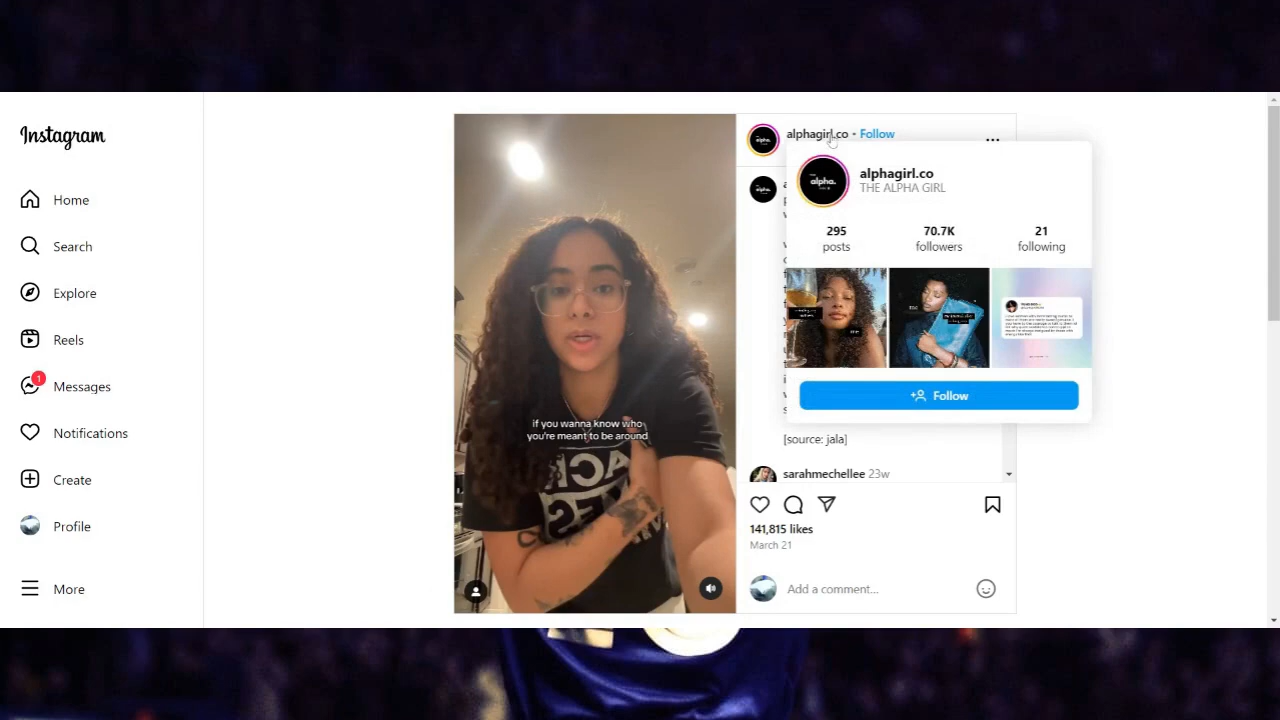 Instagram
Home
Search
Explore
Reels
1
Messages
Notifications
Create
Profile
More
if you wanna know who
you're meant to be around
alphagirl.co • Follow
alpha.
alphagirl.co
THE ALPHA GIRL
295
posts
70.7K
followers
21
following
Follow
[source: jala]
sarahmechellee 23w
141,815 likes
March 21
Add a comment...